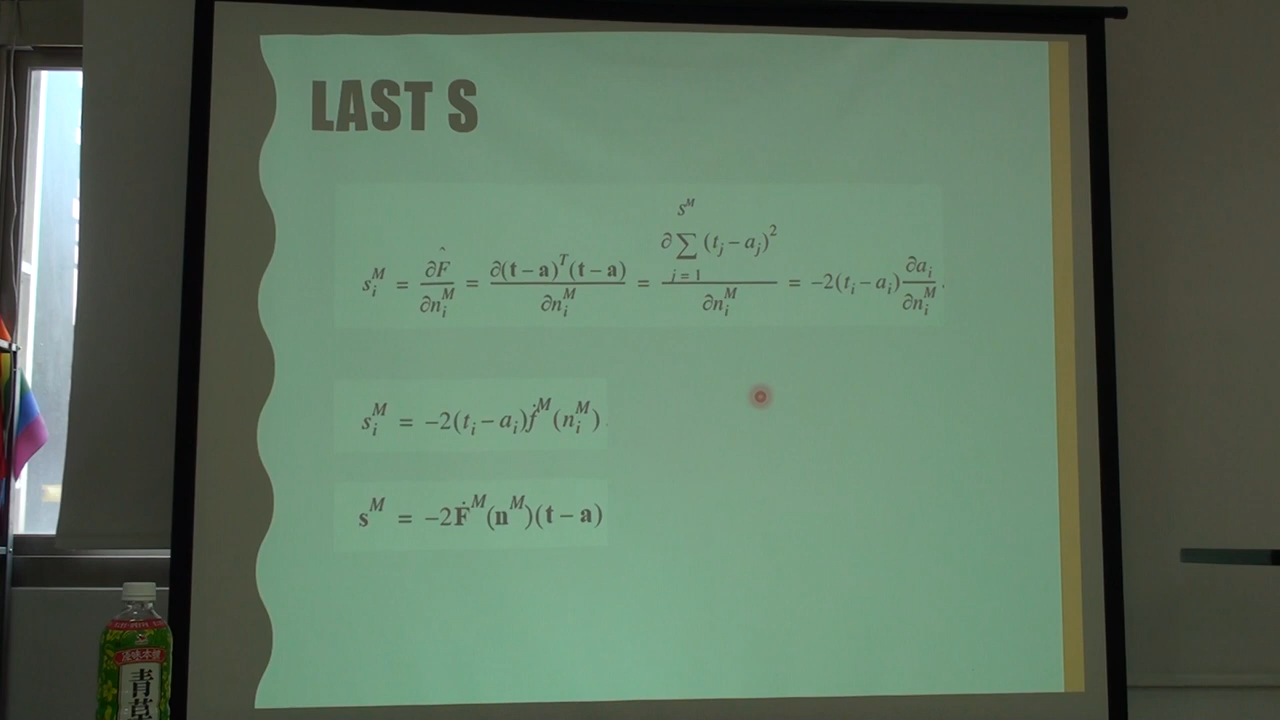 LAST S
s_i^M = ∂F̂/∂n_i^M = ∂(t – a)^T(t – a)/∂n_i^M = ∂∑_{j = 1}^{S^M} (t_j – a_j)^2/∂n_i^M = –2(t_i – a_i)∂a_i/∂n_i^M.
s_i^M = –2(t_i – a_i)ḟ^M(n_i^M).
s^M = –2Ḟ^M(n^M)(t – a)
青草